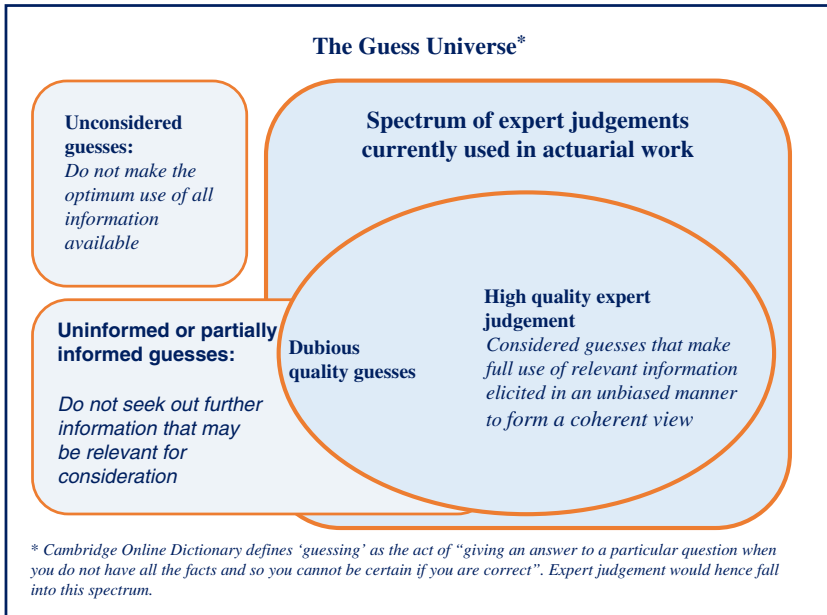 The Guess Universe*
Unconsidered
guesses:
Do not make the
optimum use of all
information
available
Spectrum of expert judgements
currently used in actuarial work
Uninformed or partially
informed guesses:
Do not seek out further
information that may
be relevant for
consideration
Dubious
quality guesses
High quality expert
judgement
Considered guesses that make
full use of relevant information
elicited in an unbiased manner
to form a coherent view
* Cambridge Online Dictionary defines ‘guessing’ as the act of “giving an answer to a particular question when
you do not have all the facts and so you cannot be certain if you are correct”. Expert judgement would hence fall
into this spectrum.